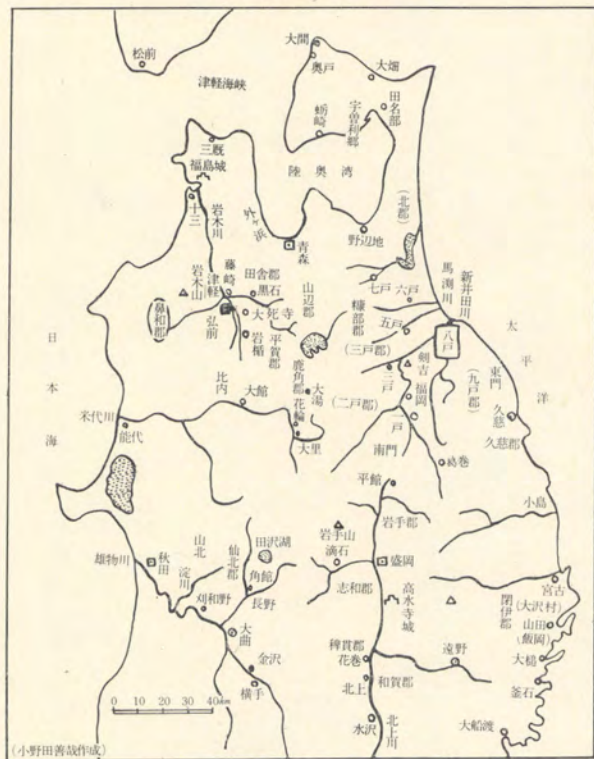 大間
奥戸
大畑
松前
津軽海峡
田名部
宇曽利郷
蛎崎
三厩
福島城
陸奥湾
十三
岩木川
外ヶ浜
青森
野辺地
(北郡)
岩木山
藤崎
津軽
田舎郡
黒石
山辺郡
七戸
六戸
馬渕川
新井田川
鼻和郡
弘前
大死寺
岩楯
平賀郡
糠部郡
五戸
(三戸郡)
八戸
太平洋
日本海
比内
大館
鹿角郡
花輪
大湯
大里
三戸
剣吉
福岡
(二戸郡)
一戸
南門
(九戸郡)
東門
久慈
久慈郡
葛巻
米代川
能代
平館
小島
岩手郡
岩手山
滴石
盛岡
田沢湖
山北
仙北郡
角館
秋田
雄物川
淀川
刈和野
長野
志和郡
高水寺城
閉伊郡
宮古
(大沢村)
山田
(飯岡)
大槌
釜石
大曲
金沢
横手
稗貫郡
花巻
北上
和賀郡
遠野
水沢
北上川
大船渡
0 10 20 30 40km
(小野田善哉作成)